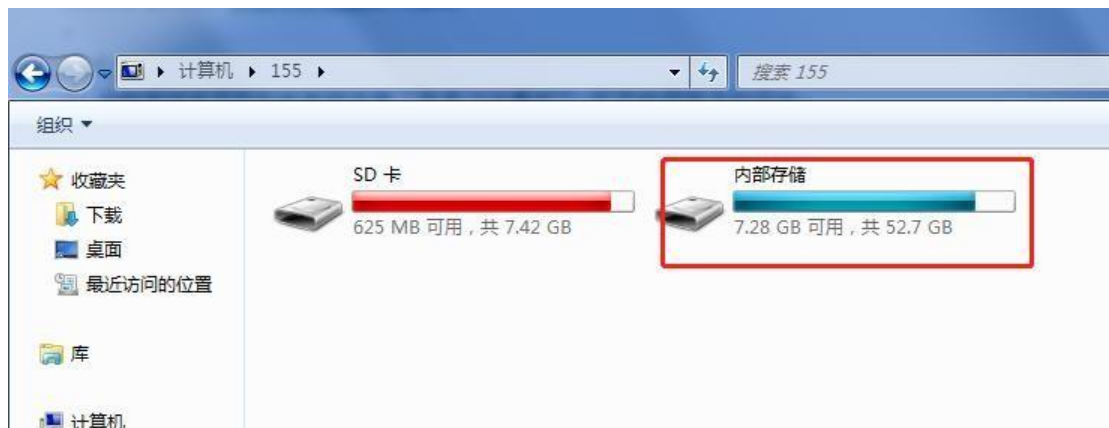 计算机 155
搜索 155
组织
收藏夹
下载
桌面
最近访问的位置
库
计算机
SD 卡
625 MB 可用，共 7.42 GB
内部存储
7.28 GB 可用，共 52.7 GB